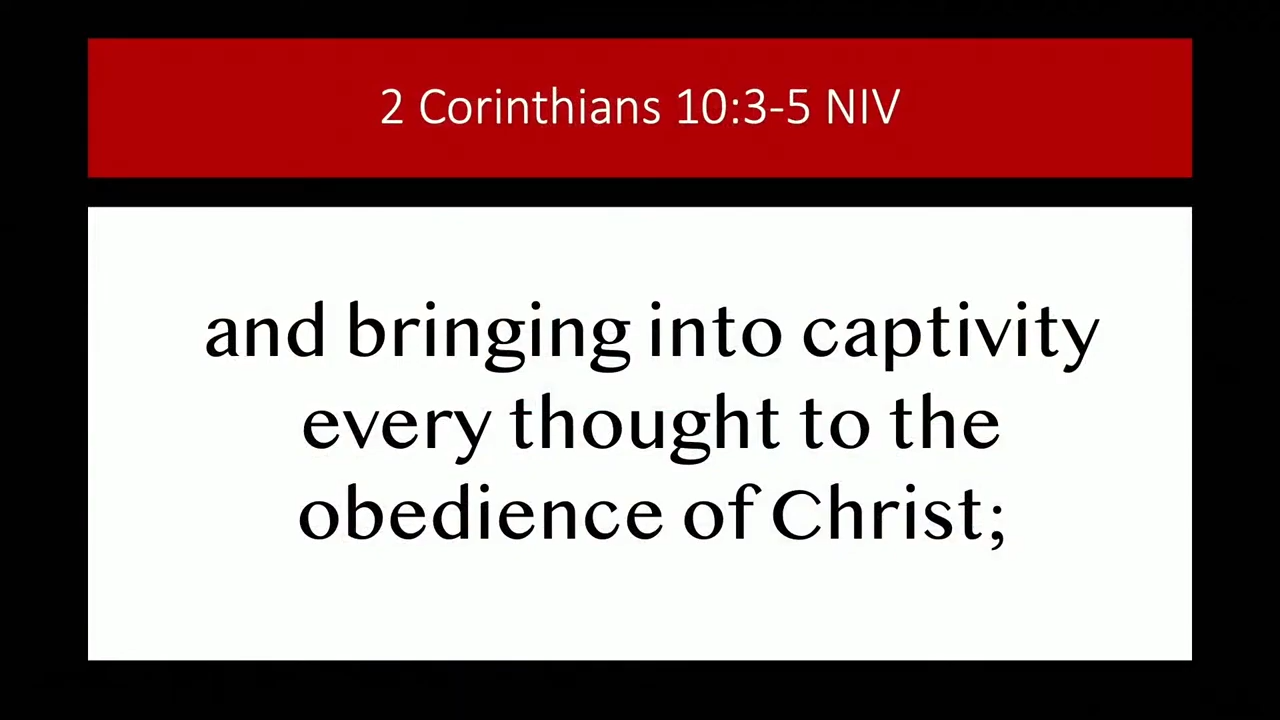 2 Corinthians 10:3-5 NIV
and bringing into captivity
every thought to the
obedience of Christ;